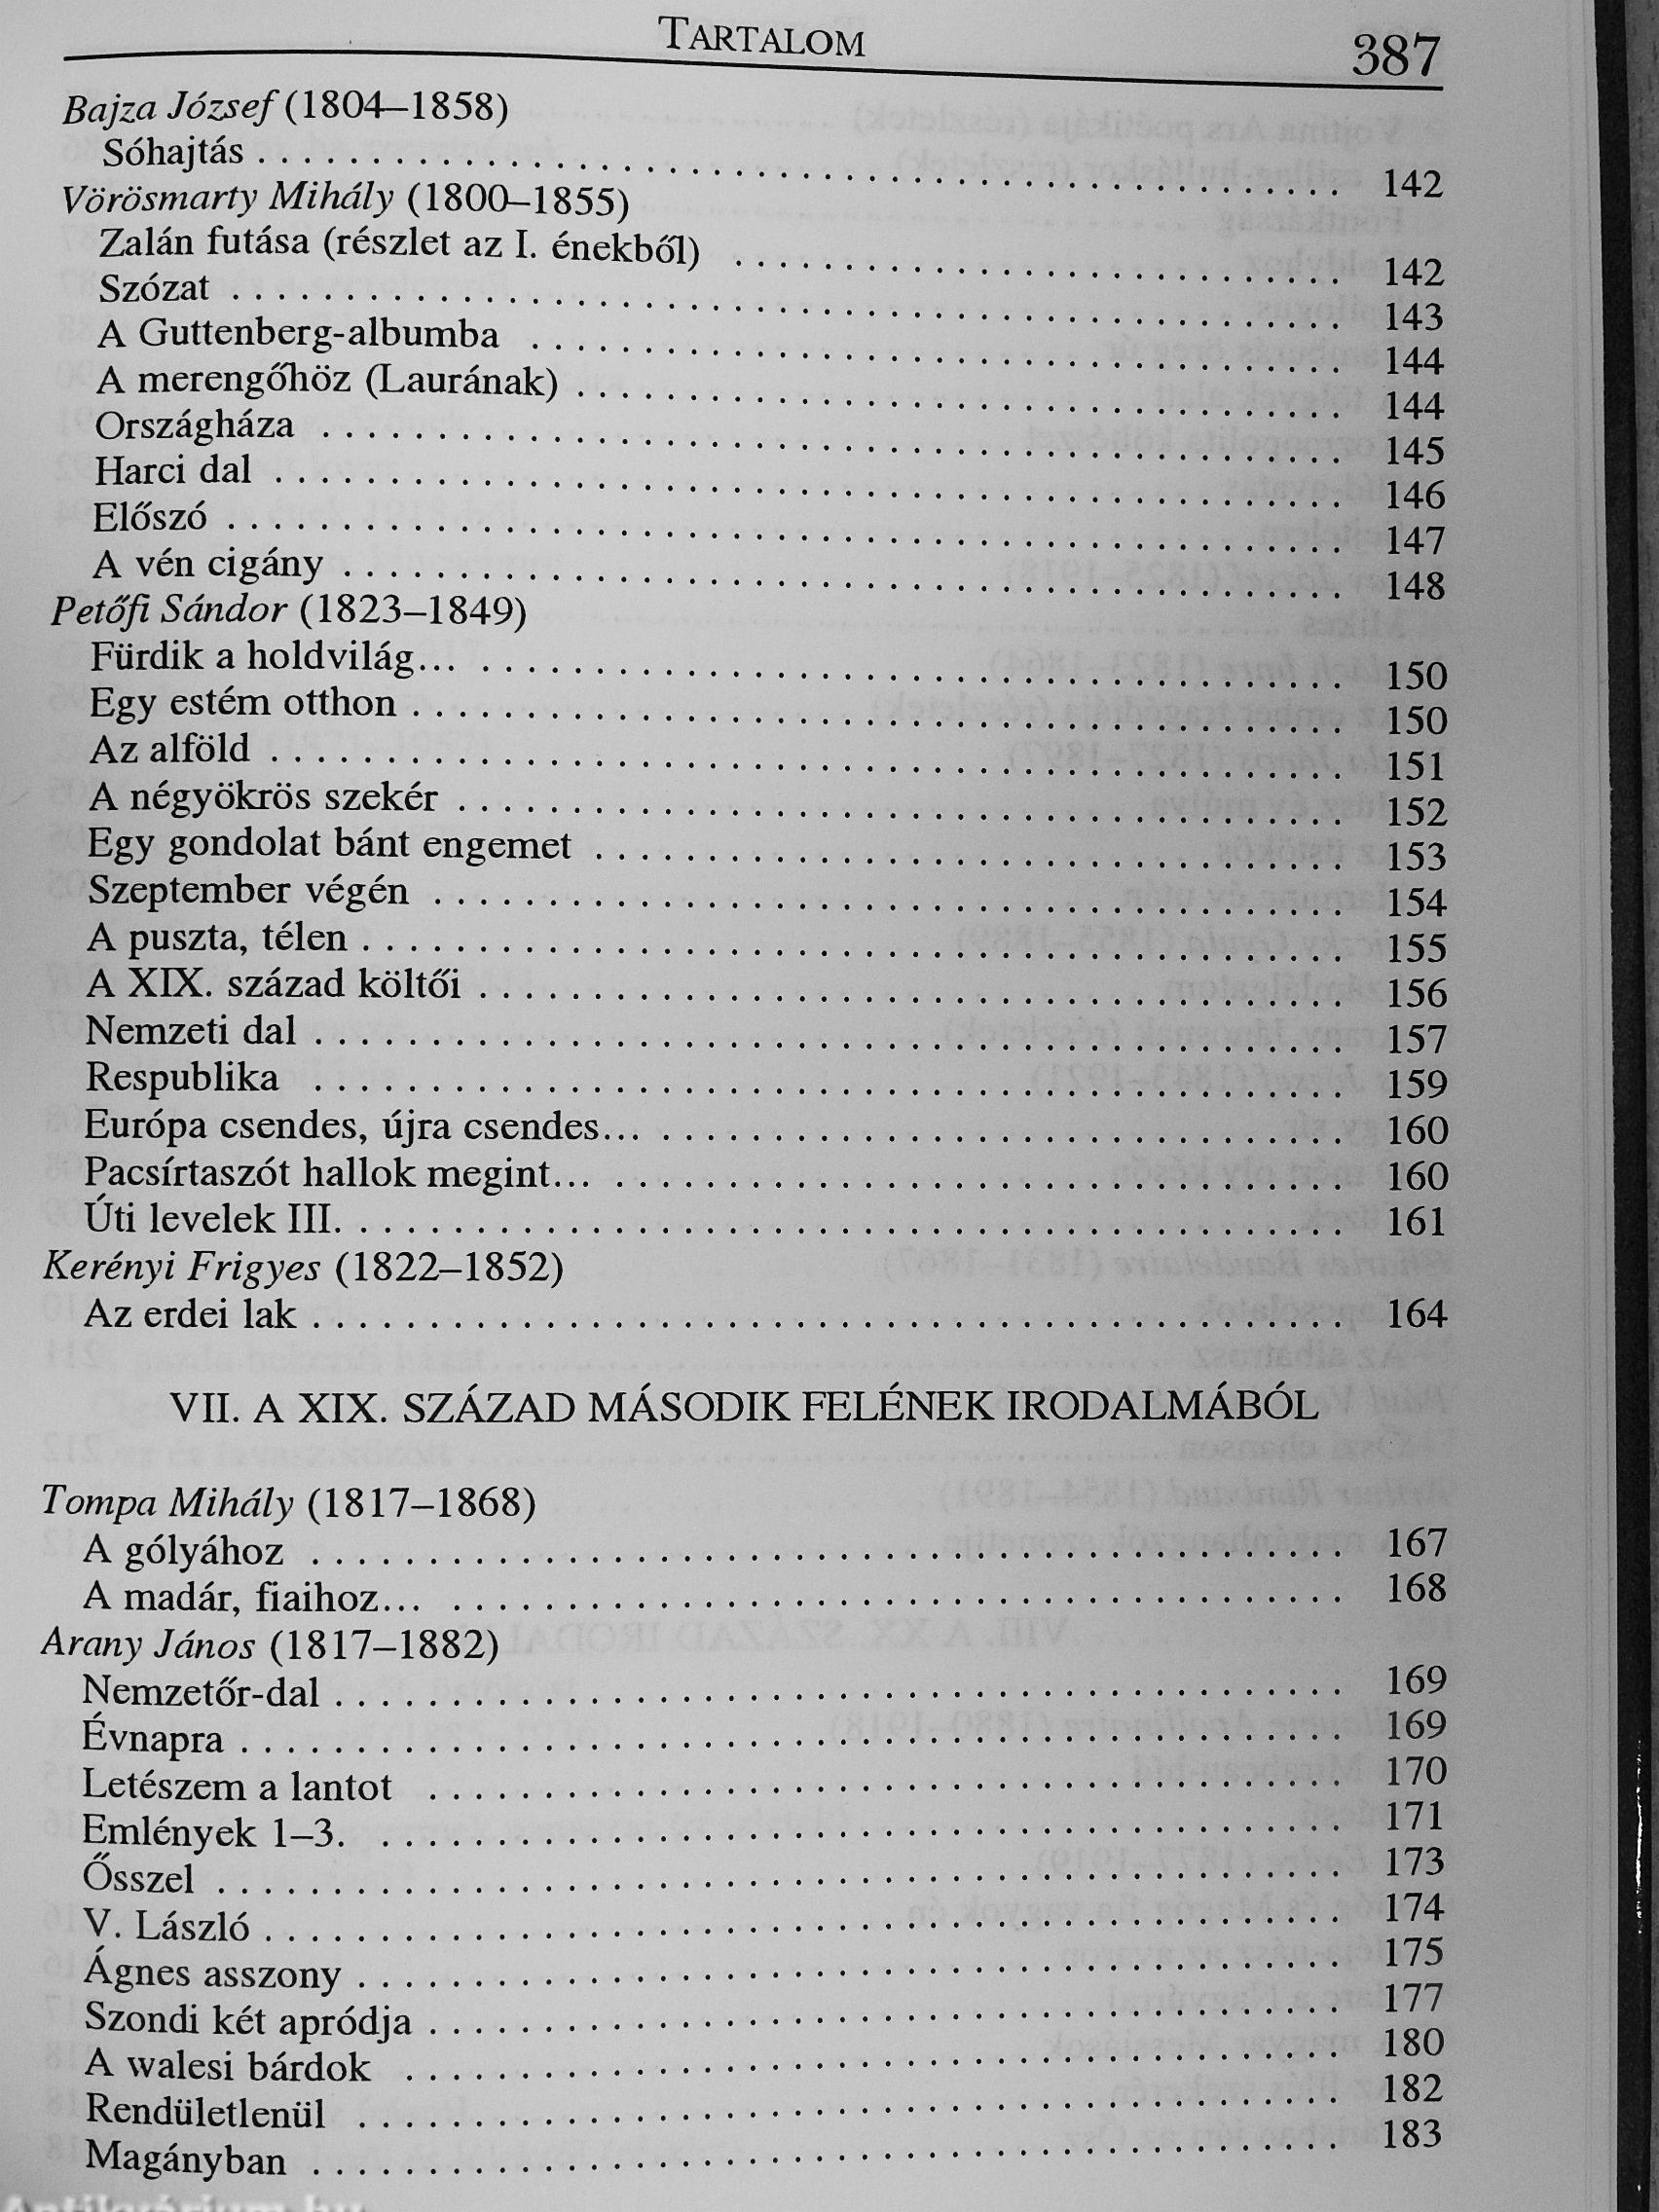 TARTALOM 387
Bajza József (1804–1858)
Sóhajtás . . . . . . . . . . 142
Vörösmarty Mihály (1800–1855)
Zalán futása (részlet az I. énekből) . . . . . . . . . . 142
Szózat . . . . . . . . . . 143
A Guttenberg-albumba . . . . . . . . . . 144
A merengőhöz (Laurának) . . . . . . . . . . 144
Országháza . . . . . . . . . . 145
Harci dal . . . . . . . . . . 146
Előszó . . . . . . . . . . 147
A vén cigány . . . . . . . . . . 148
Petőfi Sándor (1823–1849)
Fürdik a holdvilág... . . . . . . . . . . 150
Egy estém otthon . . . . . . . . . . 150
Az alföld . . . . . . . . . . 151
A négyökrös szekér . . . . . . . . . . 152
Egy gondolat bánt engemet . . . . . . . . . . 153
Szeptember végén . . . . . . . . . . 154
A puszta, télen . . . . . . . . . . 155
A XIX. század költői . . . . . . . . . . 156
Nemzeti dal . . . . . . . . . . 157
Respublika . . . . . . . . . . 159
Európa csendes, újra csendes... . . . . . . . . . . 160
Pacsírtaszót hallok megint... . . . . . . . . . . 160
Úti levelek III. . . . . . . . . . . 161
Kerényi Frigyes (1822–1852)
Az erdei lak . . . . . . . . . . 164
VII. A XIX. SZÁZAD MÁSODIK FELÉNEK IRODALMÁBÓL
Tompa Mihály (1817–1868)
A gólyához . . . . . . . . . . 167
A madár, fiaihoz... . . . . . . . . . . 168
Arany János (1817–1882)
Nemzetőr-dal . . . . . . . . . . 169
Évnapra . . . . . . . . . . 169
Letészem a lantot . . . . . . . . . . 170
Emlények 1–3. . . . . . . . . . . 171
Ősszel . . . . . . . . . . 173
V. László . . . . . . . . . . 174
Ágnes asszony . . . . . . . . . . 175
Szondi két apródja . . . . . . . . . . 177
A walesi bárdok . . . . . . . . . . 180
Rendületlenül . . . . . . . . . . 182
Magányban . . . . . . . . . . 183